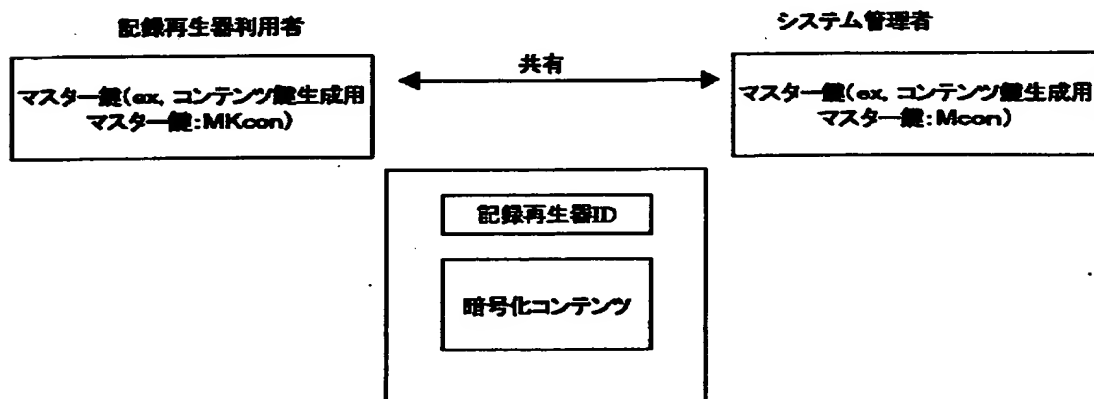 記録再生器利用者
システム管理者
共有
マスター鍵(ex, コンテンツ鍵生成用
マスター鍵:MKcon)
マスター鍵(ex, コンテンツ鍵生成用
マスター鍵:Mcon)
記録再生器ID
暗号化コンテンツ